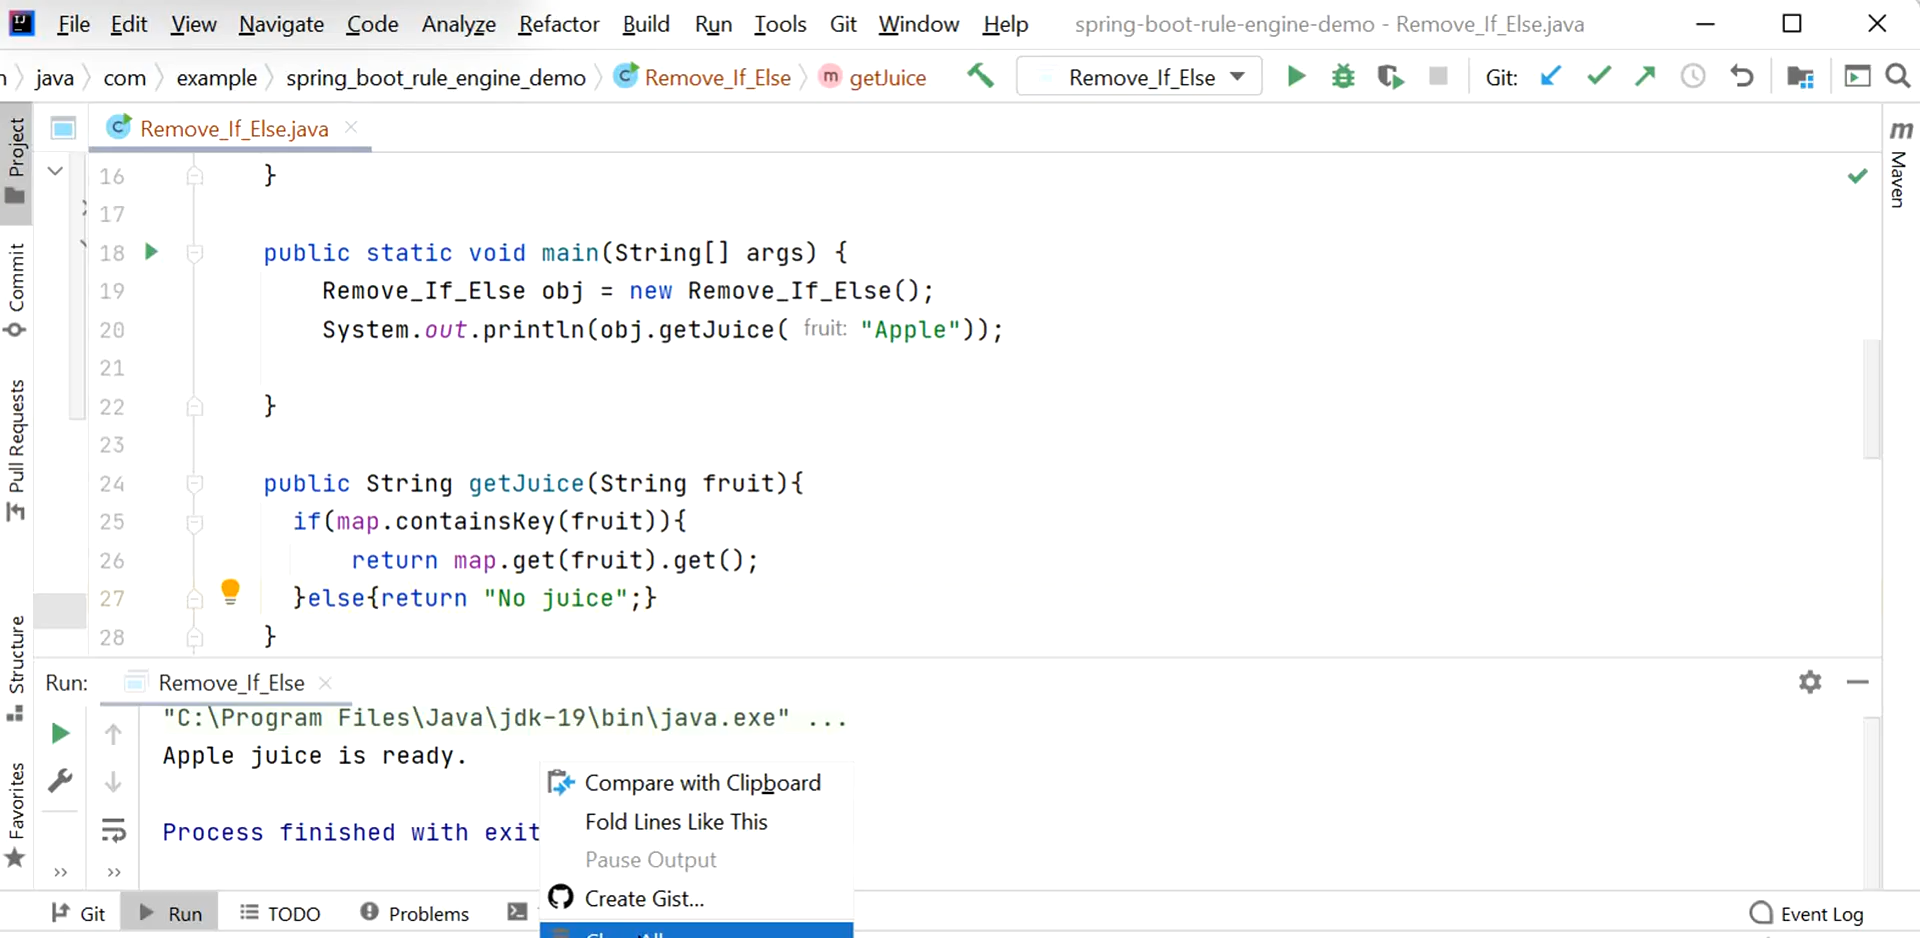 File Edit View Navigate Code Analyze Refactor Build Run Tools Git Window Help spring-boot-rule-engine-demo - Remove_If_Else.java
java com example spring_boot_rule_engine_demo Remove_If_Else m getJuice Remove_If_Else Git:
Remove_If_Else.java
Project
Commit
Pull Requests
Structure
Favorites
m
Maven
16 }
17
18 public static void main(String[] args) {
19 Remove_If_Else obj = new Remove_If_Else();
20 System.out.println(obj.getJuice( fruit: "Apple"));
21
22 }
23
24 public String getJuice(String fruit){
25 if(map.containsKey(fruit)){
26 return map.get(fruit).get();
27 }else{return "No juice";}
28 }
Run: Remove_If_Else
"C:\Program Files\Java\jdk-19\bin\java.exe" ...
Apple juice is ready.
Process finished with exit
Compare with Clipboard
Fold Lines Like This
Pause Output
Create Gist...
Git Run TODO Problems Event Log